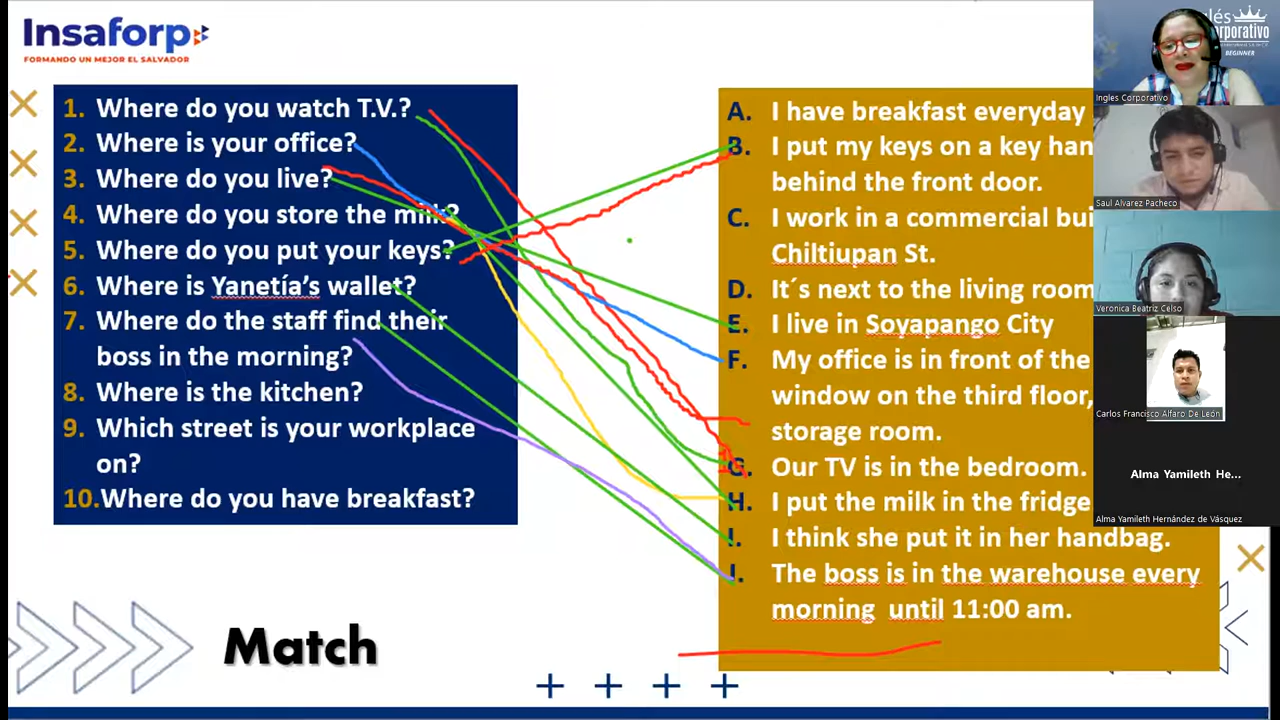 Insaforp
FORMANDO UN MEJOR EL SALVADOR
1. Where do you watch T.V.?
2. Where is your office?
3. Where do you live?
4. Where do you store the milk?
5. Where do you put your keys?
6. Where is Yanetía's wallet?
7. Where do the staff find their
boss in the morning?
8. Where is the kitchen?
9. Which street is your workplace
on?
10.Where do you have breakfast?
Match
A. I have breakfast everyday
B. I put my keys on a key han
behind the front door.
C. I work in a commercial bui
Chiltiupan St.
D. It´s next to the living room
E. I live in Soyapango City
F. My office is in front of the
window on the third floor,
storage room.
G. Our TV is in the bedroom.
H. I put the milk in the fridge
I. I think she put it in her handbag.
J. The boss is in the warehouse every
morning until 11:00 am.
lés
orporativo
BEGINNER
Ingles Corporativo
Saul Alvarez Pacheco
Veronica Beatriz Celso
Carlos Francisco Alfaro De León
Alma Yamileth He...
Alma Yamileth Hernández de Vásquez